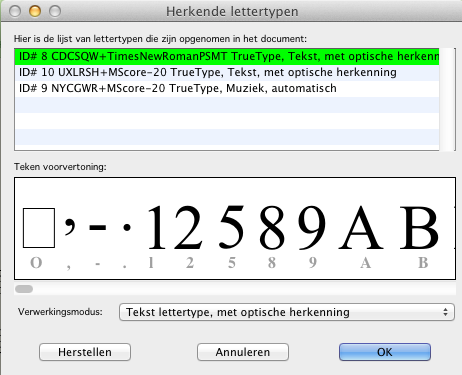 Herkende lettertypen
Hier is de lijst van lettertypen die zijn opgenomen in het document:
ID# 8 CDCSQW+TimesNewRomanPSMT TrueType, Tekst, met optische herkenn
ID# 10 UXLRSH+MScore-20 TrueType, Tekst, met optische herkenning
ID# 9 NYCGWR+MScore-20 TrueType, Muziek, automatisch
Teken voorvertoning:
□ , - . 1 2 5 8 9 A B
O , - . l 2 5 8 9 A B
Verwerkingsmodus: Tekst lettertype, met optische herkenning
Herstellen Annuleren OK